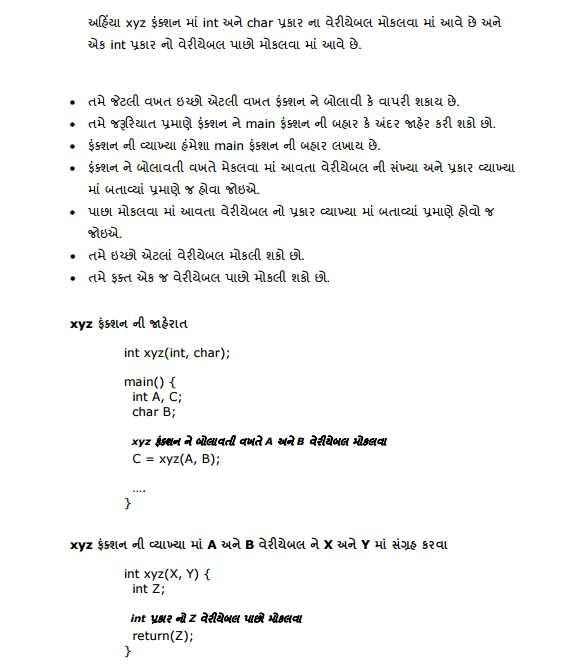 અહિંયા xyz ફંક્શન માં int અને char પ્રકાર ના વેરીયેબલ મોકલવા માં આવે છે અને
એક int પ્રકાર નો વેરીયેબલ પાછો મોકલવા માં આવે છે.
• તમે જેટલી વખત ઇચ્છો એટલી વખત ફંક્શન ને બોલાવી કે વાપરી શકાય છે.
• તમે જરૂરિયાત પ્રમાણે ફંક્શન ને main ફંક્શન ની બહાર કે અંદર જાહેર કરી શકો છો.
• ફંક્શન ની વ્યાખ્યા હંમેશા main ફંક્શન ની બહાર લખાય છે.
• ફંક્શન ને બોલાવતી વખતે મેકલવા માં આવતા વેરીયેબલ ની સંખ્યા અને પ્રકાર વ્યાખ્યા
માં બતાવ્યાં પ્રમાણે જ હોવા જોઇએ.
• પાછા મોકલવા માં આવતા વેરીયેબલ નો પ્રકાર વ્યાખ્યા માં બતાવ્યાં પ્રમાણે હોવો જ
જોઇએ.
• તમે ઇચ્છો એટલાં વેરીયેબલ મોકલી શકો છો.
• તમે ફક્ત એક જ વેરીયેબલ પાછો મોકલી શકો છો.
xyz ફંક્શન ની જાહેરાત
int xyz(int, char);
main() {
int A, C;
char B;
xyz ફંક્શન ને બોલાવતી વખતે A અને B વેરીયેબલ મોકલવા
C = xyz(A, B);
....
}
xyz ફંક્શન ની વ્યાખ્યા માં A અને B વેરીયેબલ ને X અને Y માં સંગ્રહ કરવા
int xyz(X, Y) {
int Z;
int પ્રકાર નો Z વેરીયેબલ પાછો મોકલવા
return(Z);
}